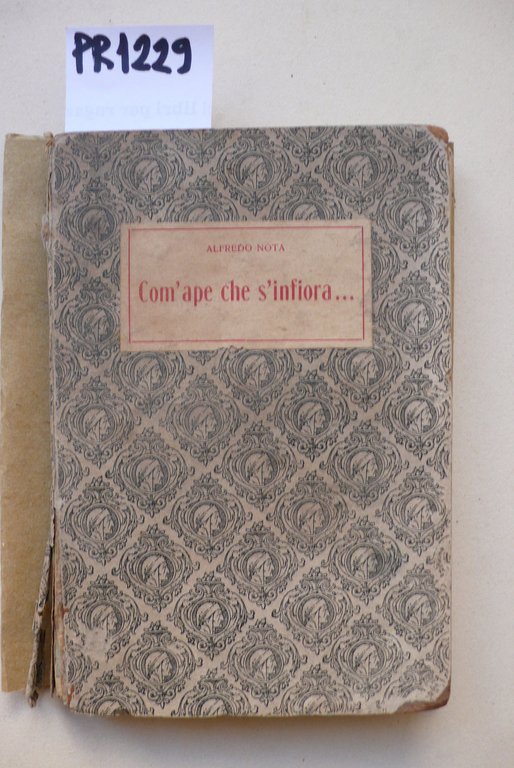 PR1229
ALFREDO NOTA
Com'ape che s'infiora...